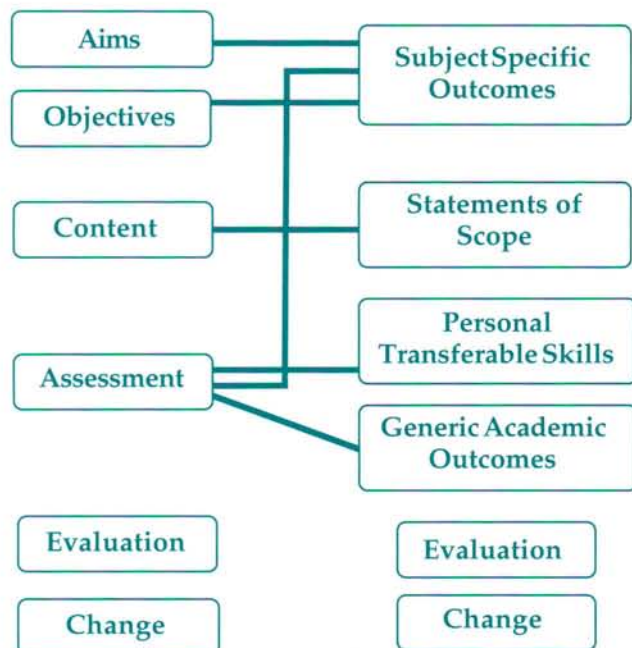 Aims
Objectives
Content
Assessment
Evaluation
Change
Subject Specific
Outcomes
Statements of
Scope
Personal
Transferable Skills
Generic Academic
Outcomes
Evaluation
Change